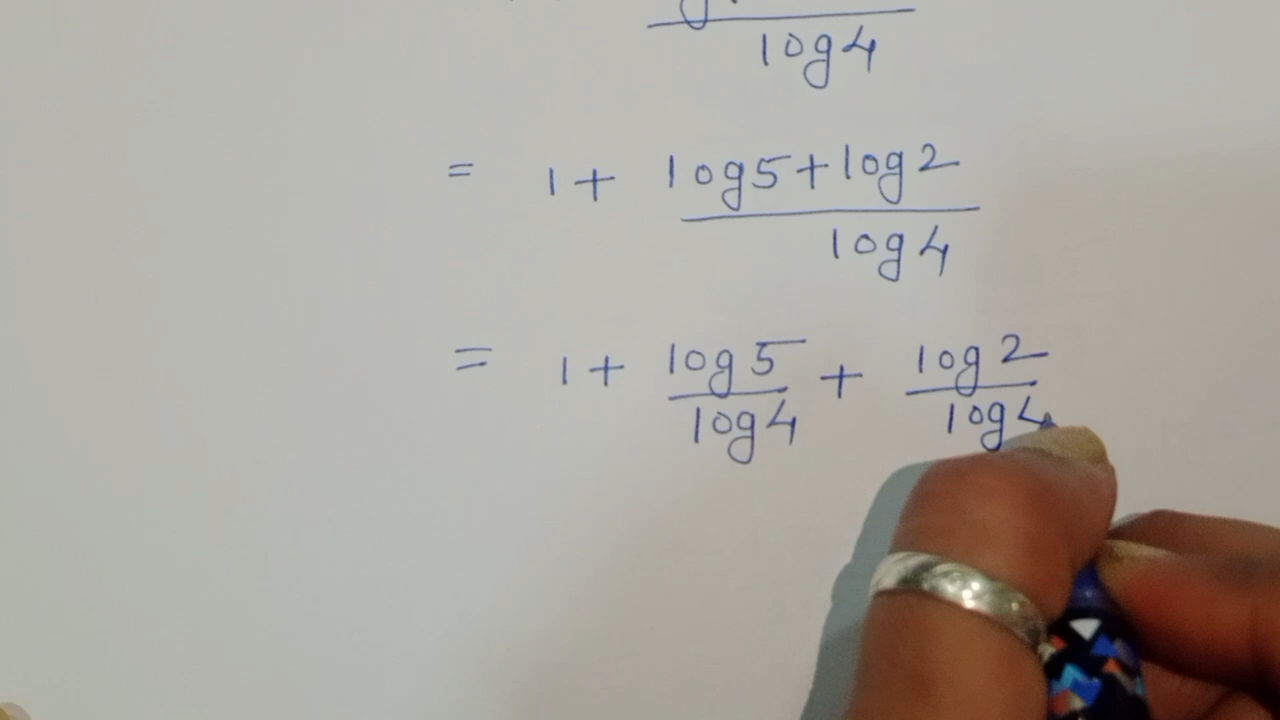 log4
= 1 + log5+log2
log4
= 1 + log5 + log2
log4 log4